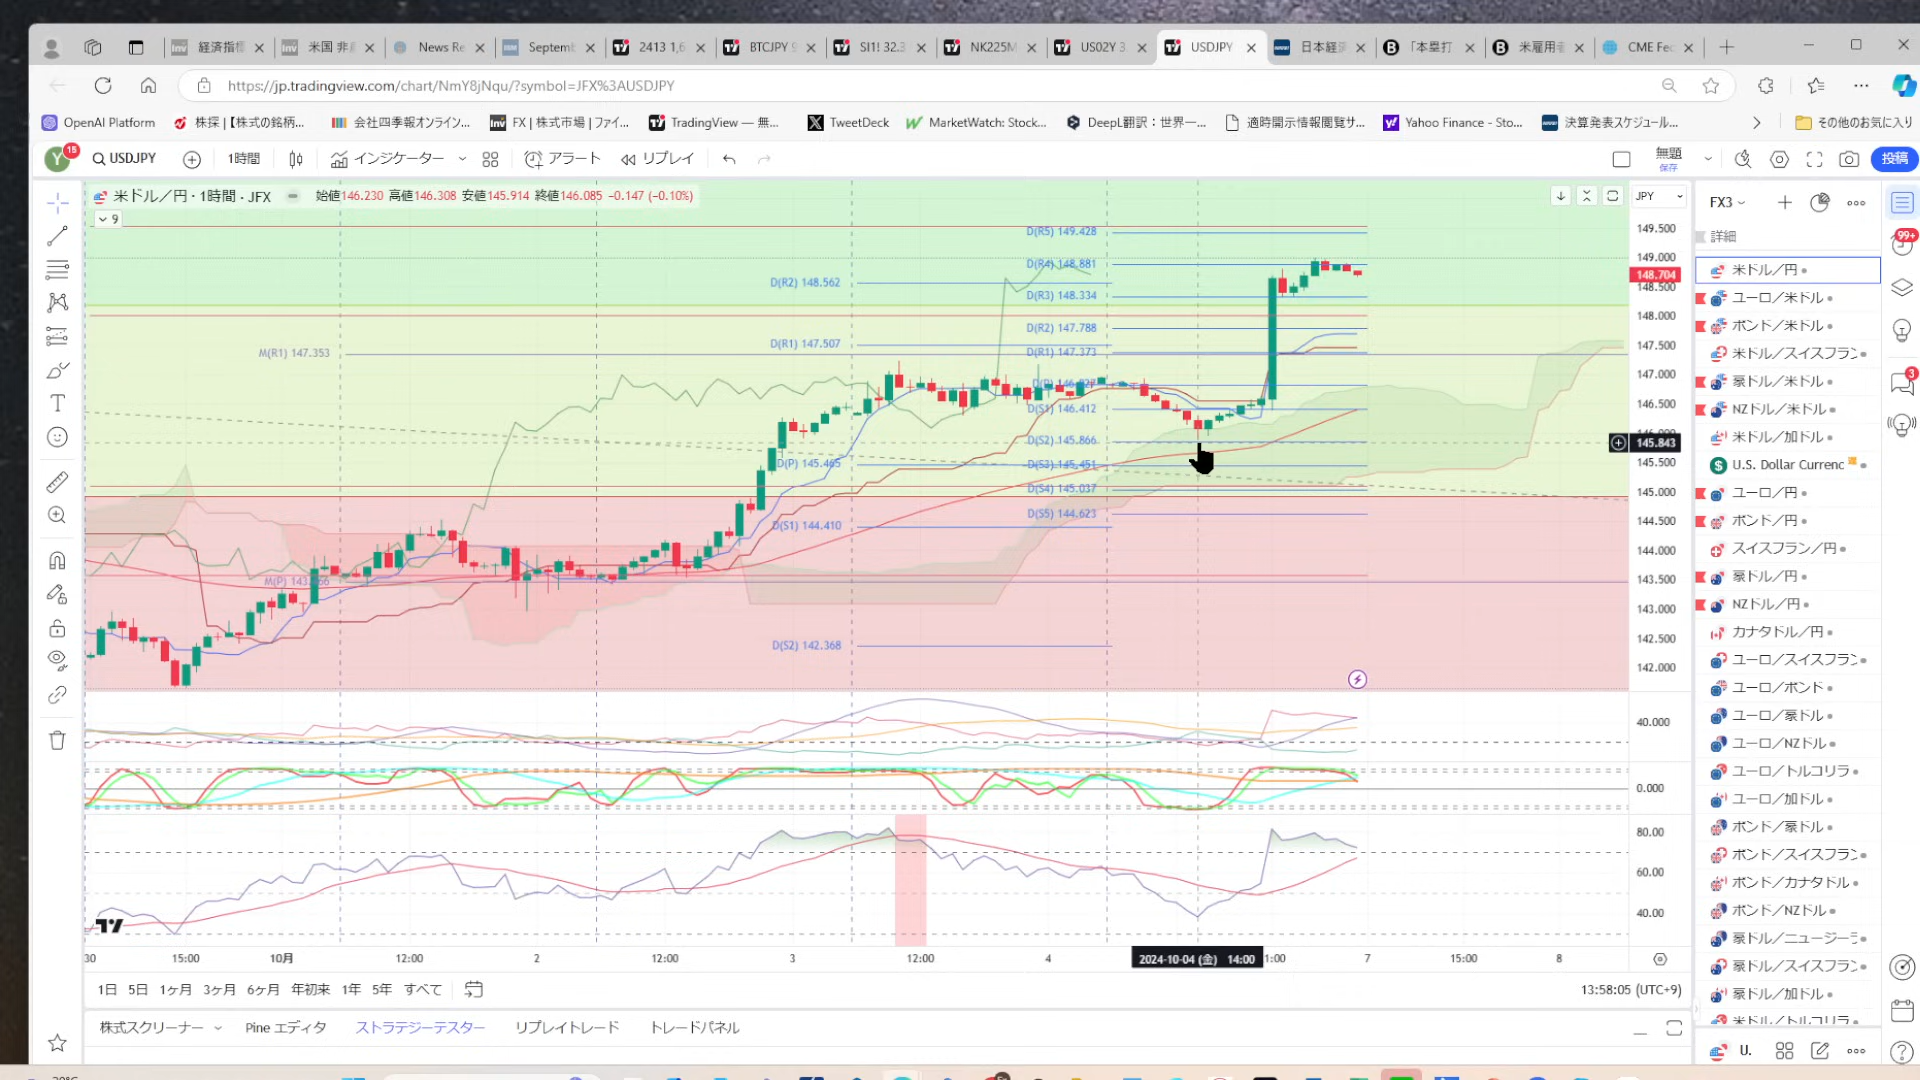 経済指標
米国 非
News Re
Septemb
2413 1,6
BTCJPY 9
SI1! 32.3
NK225M
US02Y 3.
USDJPY
日本経済
「本塁打
米雇用者
CME Fec
https://jp.tradingview.com/chart/NmY8jNqu/?symbol=JFX%3AUSDJPY
OpenAI Platform
株探 | 【株式の銘柄...
会社四季報オンライン...
FX | 株式市場 | ファイ...
TradingView — 無...
TweetDeck
MarketWatch: Stock...
DeepL翻訳：世界一...
適時開示情報閲覧サ...
Yahoo Finance - Sto...
決算発表スケジュール...
その他のお気に入り
Y
15
USDJPY
1時間
インジケーター
アラート
リプレイ
無題
保存
投稿
米ドル／円・1時間・JFX
始値146.230 高値146.308 安値145.914 終値146.085 −0.147 (−0.10%)
9
JPY
FX3
詳細
99+
3
149.500
149.000
148.704
148.500
148.000
147.500
147.000
146.500
145.843
145.500
145.000
144.500
144.000
143.500
143.000
142.500
142.000
D(R5) 149.428
D(R4) 148.881
D(R2) 148.562
D(R3) 148.334
D(R2) 147.788
D(R1) 147.507
D(R1) 147.373
M(R1) 147.353
D(S1) 146.412
D(S2) 145.866
D(P) 145.465
D(S3) 145.451
D(S4) 145.037
D(S5) 144.623
D(S1) 144.410
D(S2) 142.368
40.000
0.000
80.00
60.00
40.00
30
15:00
10月
12:00
2
12:00
3
12:00
4
2024-10-04 (金) 14:00
7
15:00
8
1日
5日
1ヶ月
3ヶ月
6ヶ月
年初来
1年
5年
すべて
13:58:05 (UTC+9)
株式スクリーナー
Pine エディタ
ストラテジーテスター
リプレイトレード
トレードパネル
米ドル／円
ユーロ／米ドル
ポンド／米ドル
米ドル／スイスフラン
豪ドル／米ドル
NZドル／米ドル
米ドル／加ドル
U.S. Dollar Currenc
ユーロ／円
ポンド／円
スイスフラン／円
豪ドル／円
NZドル／円
カナダドル／円
ユーロ／スイスフラン
ユーロ／ポンド
ユーロ／豪ドル
ユーロ／NZドル
ユーロ／トルコリラ
ユーロ／加ドル
ポンド／豪ドル
ポンド／スイスフラン
ポンド／カナダドル
ポンド／NZドル
豪ドル／ニュージーラ
豪ドル／スイスフラン
豪ドル／加ドル
米ドル／トルコリラ
U.